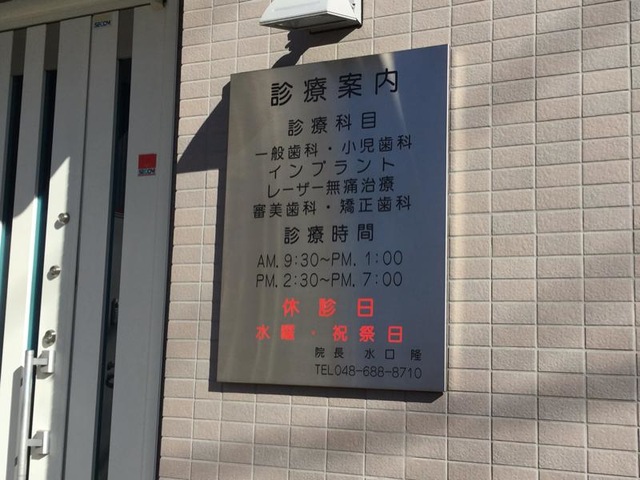 診療案内
診療科目
一般歯科・小児歯科
インプラント
レーザー無痛治療
審美歯科・矯正歯科
診療時間
AM. 9:30～PM. 1:00
PM. 2:30～PM. 7:00
休診日
水曜・祝祭日
院長 水口 隆
TEL048-688-8710
SECOM
SECOM